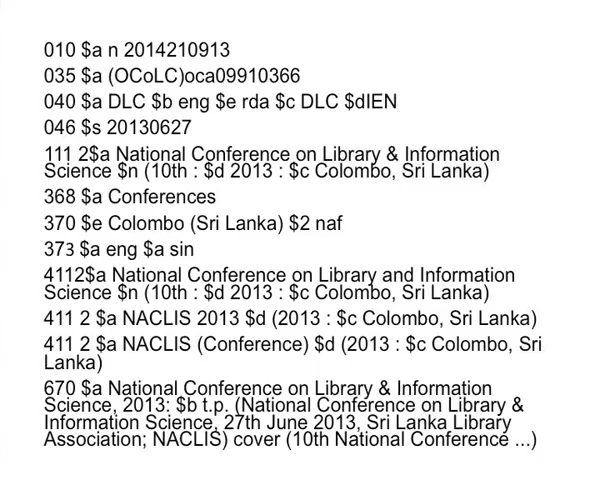 010 $a n 2014210913
035 $a (OCoLC)oca09910366
040 $a DLC $b eng $e rda $c DLC $dIEN
046 $s 20130627
111 2$a National Conference on Library & Information
Science $n (10th : $d 2013 : $c Colombo, Sri Lanka)
368 $a Conferences
370 $e Colombo (Sri Lanka) $2 naf
373 $a eng $a sin
4112$a National Conference on Library and Information
Science $n (10th : $d 2013 : $c Colombo, Sri Lanka)
411 2 $a NACLIS 2013 $d (2013 : $c Colombo, Sri Lanka)
411 2 $a NACLIS (Conference) $d (2013 : $c Colombo, Sri
Lanka)
670 $a National Conference on Library & Information
Science, 2013: $b t.p. (National Conference on Library &
Information Science, 27th June 2013, Sri Lanka Library
Association; NACLIS) cover (10th National Conference ...)